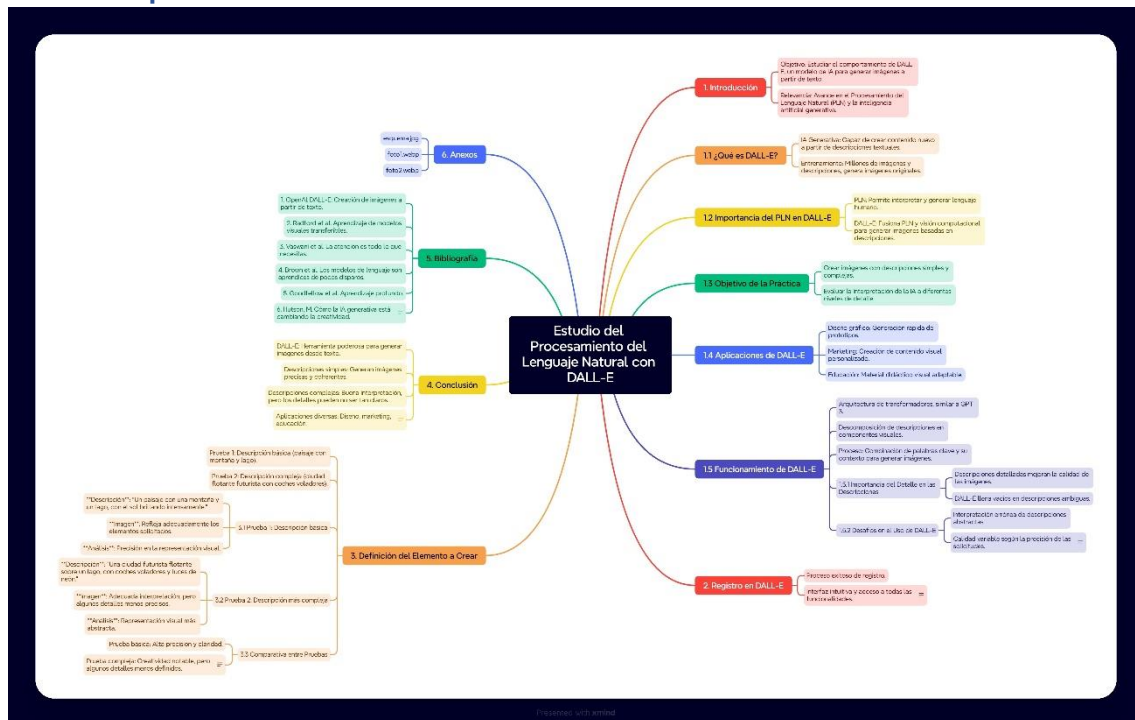 Estudio del
Procesamiento del
Lenguaje Natural con
DALL-E
1. Introducción
Objetivo: Estudiar el comportamiento de DALL-
E, un modelo de IA para generar imágenes a
partir de texto.
Relevancia: Avance en el Procesamiento del
Lenguaje Natural (PLN) y la inteligencia
artificial generativa.
1.1 ¿Qué es DALL-E?
IA Generativa: Capaz de crear contenido nuevo
a partir de descripciones textuales.
Entrenamiento: Millones de imágenes y
descripciones, genera imágenes originales.
1.2 Importancia del PLN en DALL-E
PLN: Permite interpretar y generar lenguaje
humano.
DALL-E: Fusiona PLN y visión computacional
para generar imágenes basadas en
descripciones.
1.3 Objetivo de la Práctica
Crear imágenes con descripciones simples y
complejas.
Evaluar la interpretación de la IA a diferentes
niveles de detalle.
1.4 Aplicaciones de DALL-E
Diseño gráfico: Generación rápida de
prototipos.
Marketing: Creación de contenido visual
personalizado.
Educación: Material didáctico visual adaptable.
1.5 Funcionamiento de DALL-E
Arquitectura de transformadores, similar a GPT-
3.
Descomposición de descripciones en
componentes visuales.
Proceso: Combinación de palabras clave y su
contexto para generar imágenes.
1.5.1 Importancia del Detalle en las
Descripciones
Descripciones detalladas mejoran la calidad de
las imágenes.
DALL-E llena vacíos en descripciones ambiguas.
1.5.2 Desafíos en el Uso de DALL-E
Interpretación errónea de descripciones
abstractas.
Calidad variable según la precisión de las
solicitudes.
2. Registro en DALL-E
Proceso exitoso de registro.
Interfaz intuitiva y acceso a todas las
funcionalidades.
6. Anexos
esquema.jpg
foto1.webp
foto2.webp
5. Bibliografía
1. OpenAI. DALL-E: Creación de imágenes a
partir de texto.
2. Radford et al. Aprendizaje de modelos
visuales transferibles.
3. Vaswani et al. La atención es todo lo que
necesitas.
4. Brown et al. Los modelos de lenguaje son
aprendices de pocos disparos.
5. Goodfellow et al. Aprendizaje profundo.
6. Hutson, M. Cómo la IA generativa está
cambiando la creatividad.
4. Conclusión
DALL-E: Herramienta poderosa para generar
imágenes desde texto.
Descripciones simples: Generan imágenes
precisas y coherentes.
Descripciones complejas: Buena interpretación,
pero los detalles pueden no ser tan claros.
Aplicaciones diversas: Diseño, marketing,
educación.
3. Definición del Elemento a Crear
Prueba 1: Descripción básica (paisaje con
montaña y lago).
Prueba 2: Descripción compleja (ciudad
flotante futurista con coches voladores).
3.1 Prueba 1: Descripción básica
**Descripción**: "Un paisaje con una montaña y
un lago, con el sol brillando intensamente."
**Imagen**: Refleja adecuadamente los
elementos solicitados.
**Análisis**: Precisión en la representación visual.
3.2 Prueba 2: Descripción más compleja
**Descripción**: "Una ciudad futurista flotante
sobre un lago, con coches voladores y luces de
neón."
**Imagen**: Adecuada interpretación, pero
algunos detalles menos precisos.
**Análisis**: Representación visual más
abstracta.
3.3 Comparativa entre Pruebas
Prueba básica: Alta precisión y claridad.
Prueba compleja: Creatividad notable, pero
algunos detalles menos definidos.
Presented with xmind